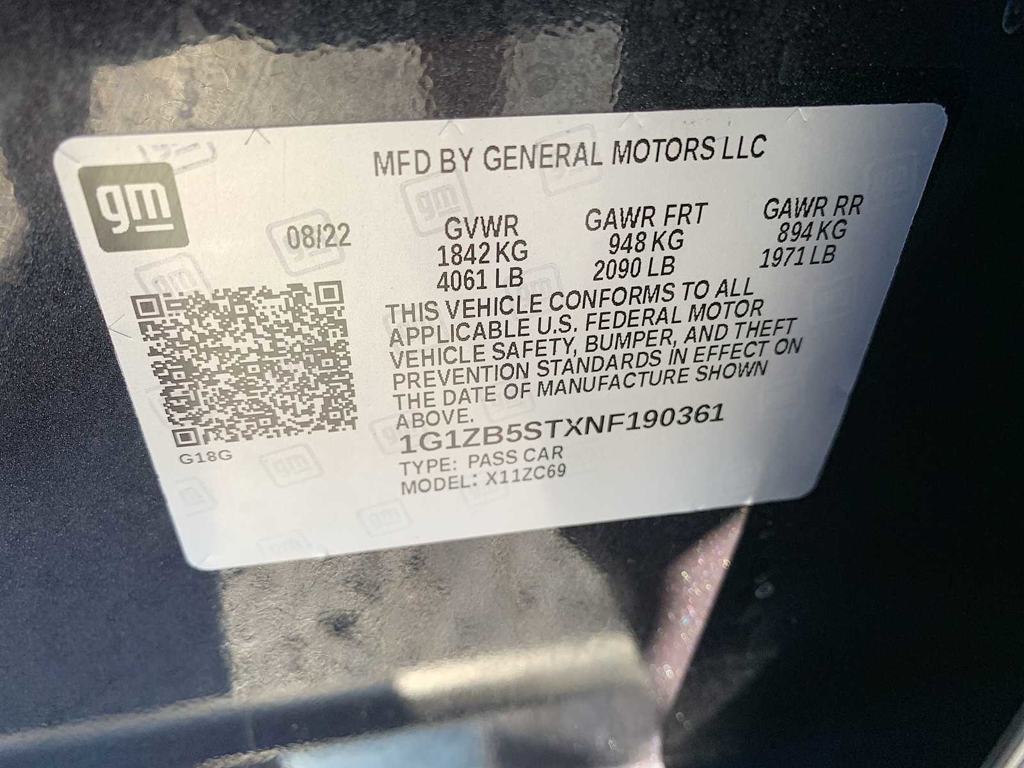 gm
MFD BY GENERAL MOTORS LLC
08/22
GVWR
1842 KG
4061 LB
GAWR FRT
948 KG
2090 LB
GAWR RR
894 KG
1971 LB
THIS VEHICLE CONFORMS TO ALL
APPLICABLE U.S. FEDERAL MOTOR
VEHICLE SAFETY, BUMPER, AND THEFT
PREVENTION STANDARDS IN EFFECT ON
THE DATE OF MANUFACTURE SHOWN
ABOVE.
1G1ZB5STXNF190361
TYPE: PASS CAR
MODEL: X11ZC69
G18G